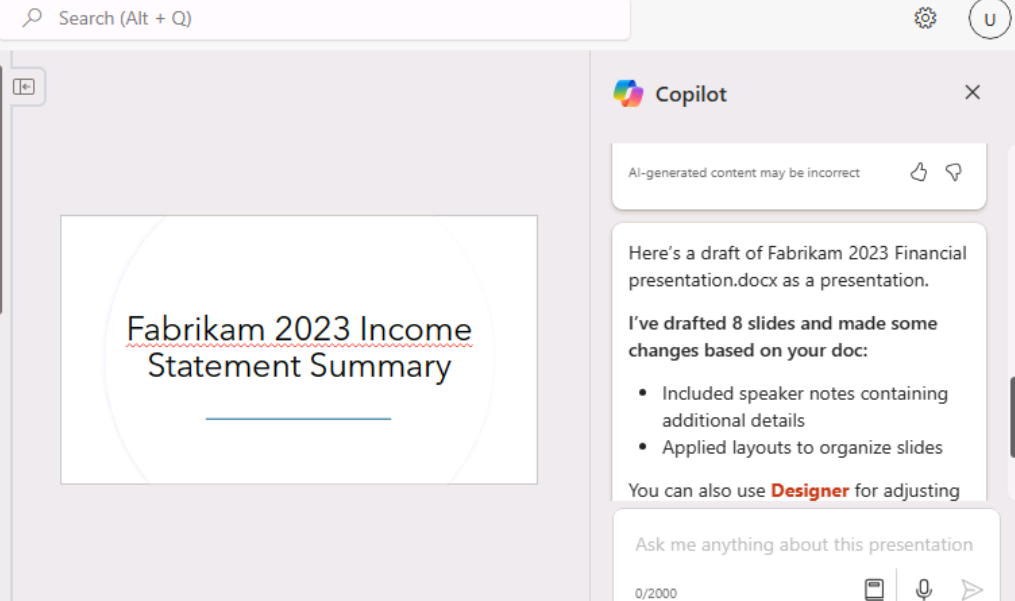 Search (Alt + Q)
U
Copilot
AI-generated content may be incorrect
Fabrikam 2023 Income
Statement Summary
Here's a draft of Fabrikam 2023 Financial
presentation.docx as a presentation.
I've drafted 8 slides and made some
changes based on your doc:
• Included speaker notes containing
additional details
• Applied layouts to organize slides
You can also use Designer for adjusting
Ask me anything about this presentation
0/2000